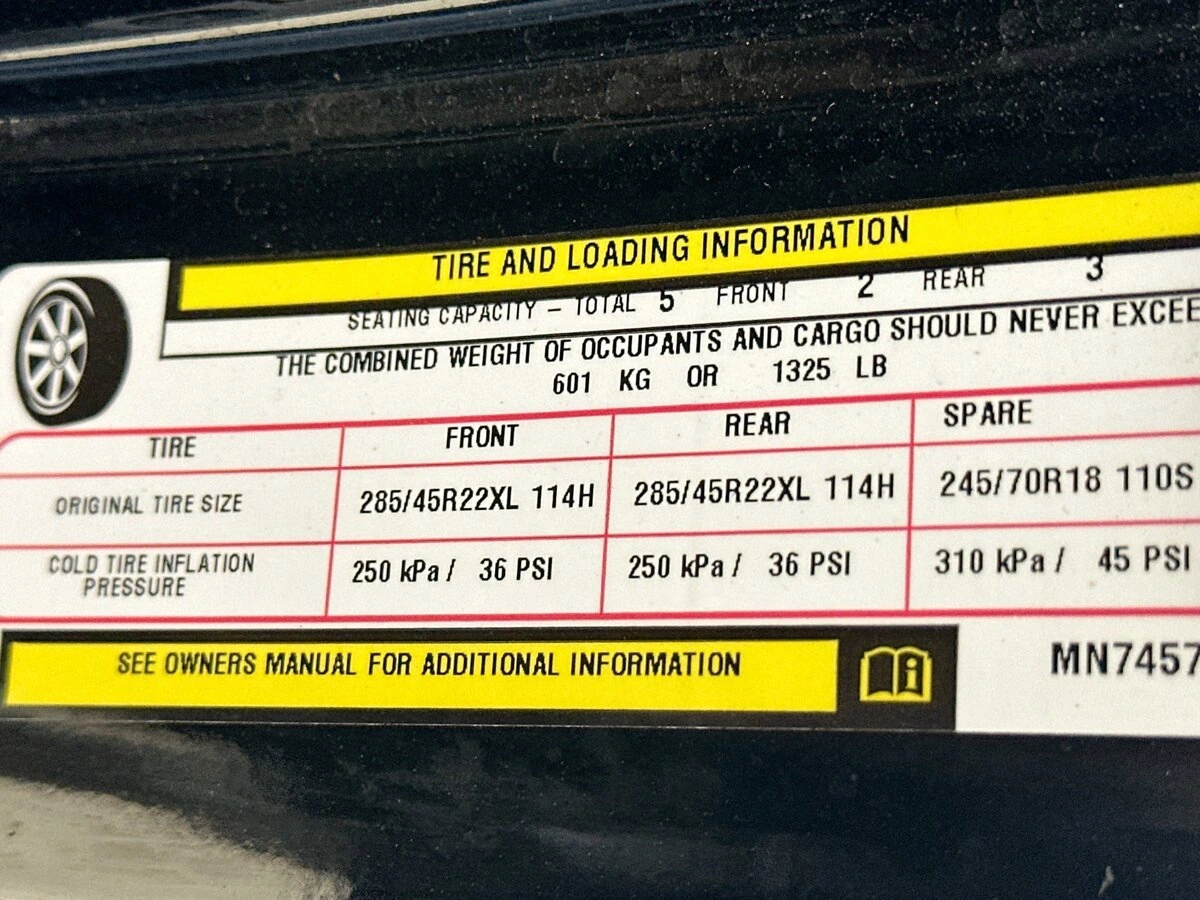 TIRE AND LOADING INFORMATION
SEATING CAPACITY – TOTAL 5 FRONT 2 REAR 3
THE COMBINED WEIGHT OF OCCUPANTS AND CARGO SHOULD NEVER EXCEE
601 KG OR 1325 LB
TIRE FRONT REAR SPARE
ORIGINAL TIRE SIZE 285/45R22XL 114H 285/45R22XL 114H 245/70R18 110S
COLD TIRE INFLATION PRESSURE 250 kPa / 36 PSI 250 kPa / 36 PSI 310 kPa / 45 PSI
SEE OWNERS MANUAL FOR ADDITIONAL INFORMATION
MN7457